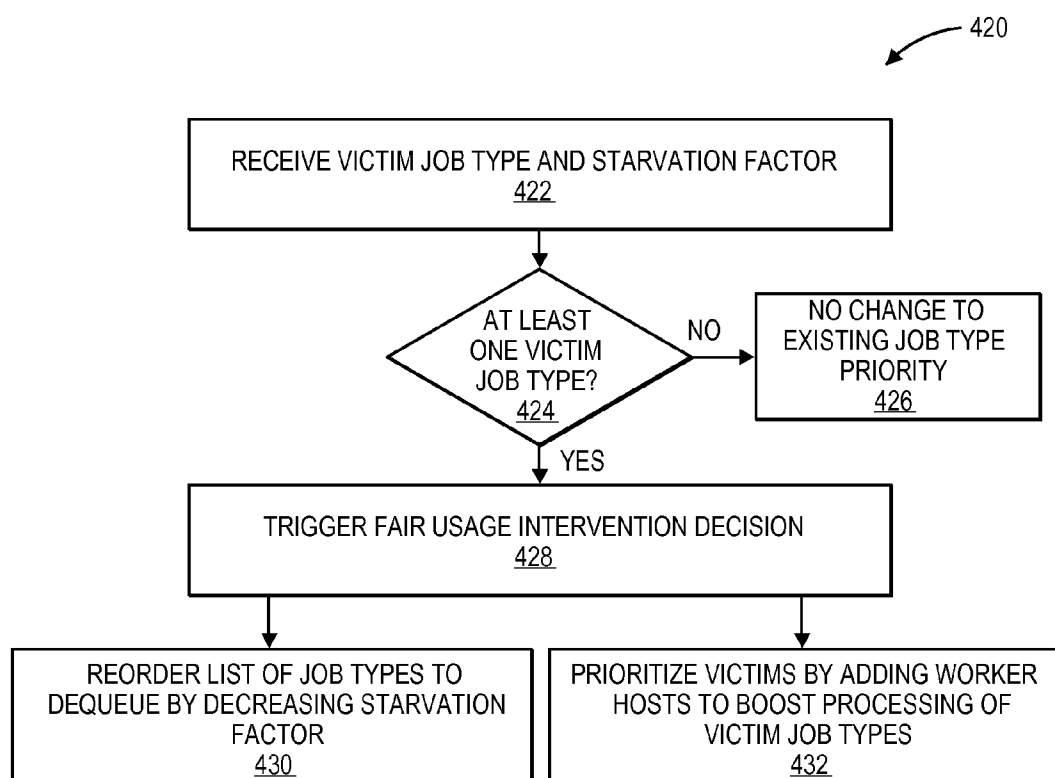 420
RECEIVE VICTIM JOB TYPE AND STARVATION FACTOR
422
AT LEAST
ONE VICTIM
JOB TYPE?
424
NO
NO CHANGE TO
EXISTING JOB TYPE
PRIORITY
426
YES
TRIGGER FAIR USAGE INTERVENTION DECISION
428
REORDER LIST OF JOB TYPES TO
DEQUEUE BY DECREASING STARVATION
FACTOR
430
PRIORITIZE VICTIMS BY ADDING WORKER
HOSTS TO BOOST PROCESSING OF
VICTIM JOB TYPES
432